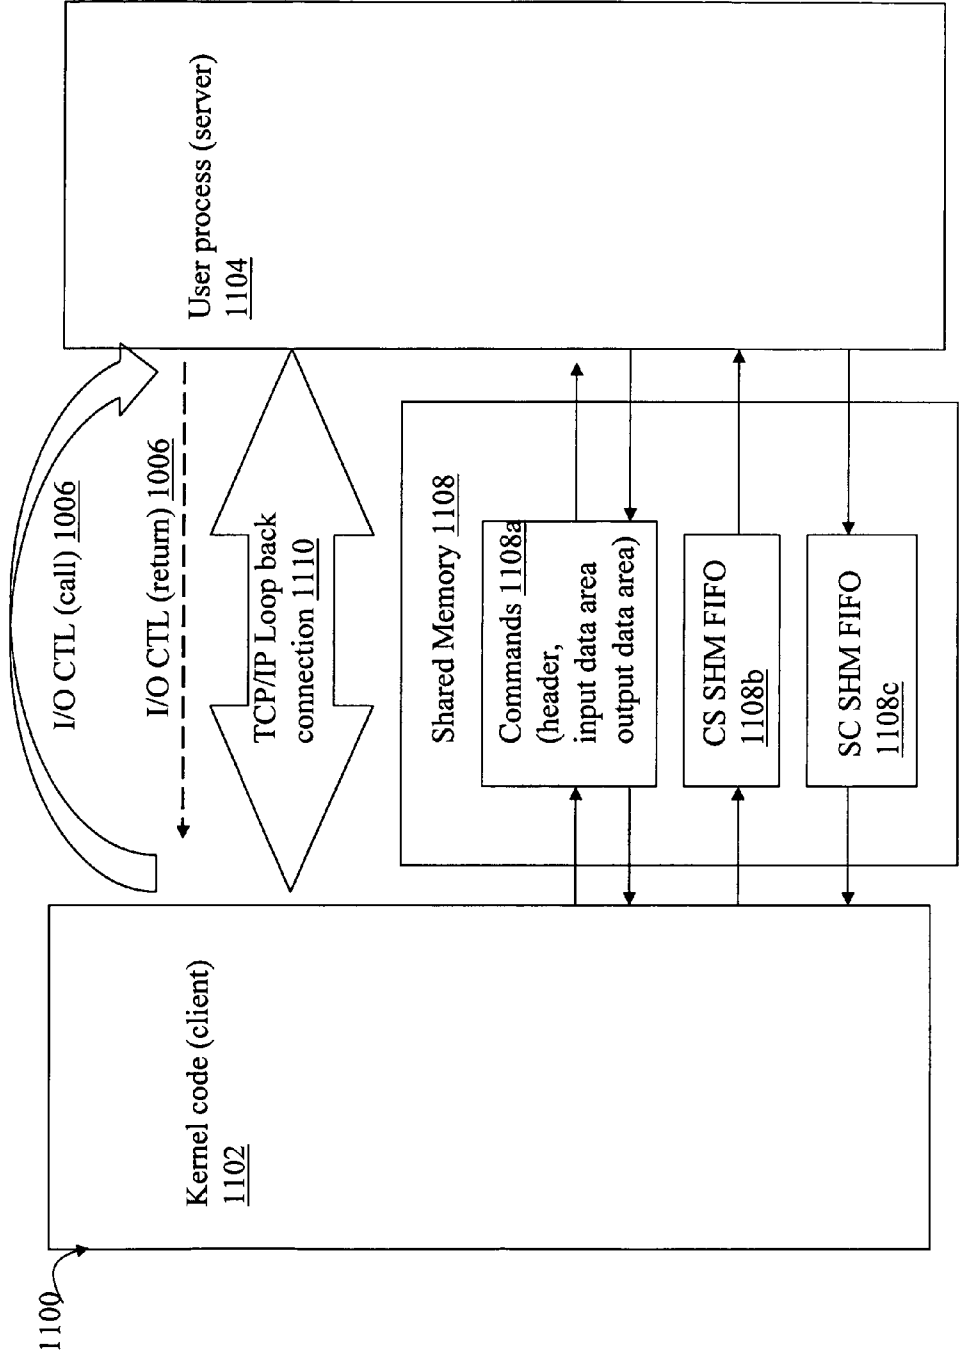 1100
Kernel code (client)
1102
I/O CTL (call) 1006
I/O CTL (return) 1006
TCP/IP Loop back
connection 1110
Shared Memory 1108
Commands 1108a
(header,
input data area
output data area)
CS SHM FIFO
1108b
SC SHM FIFO
1108c
User process (server)
1104